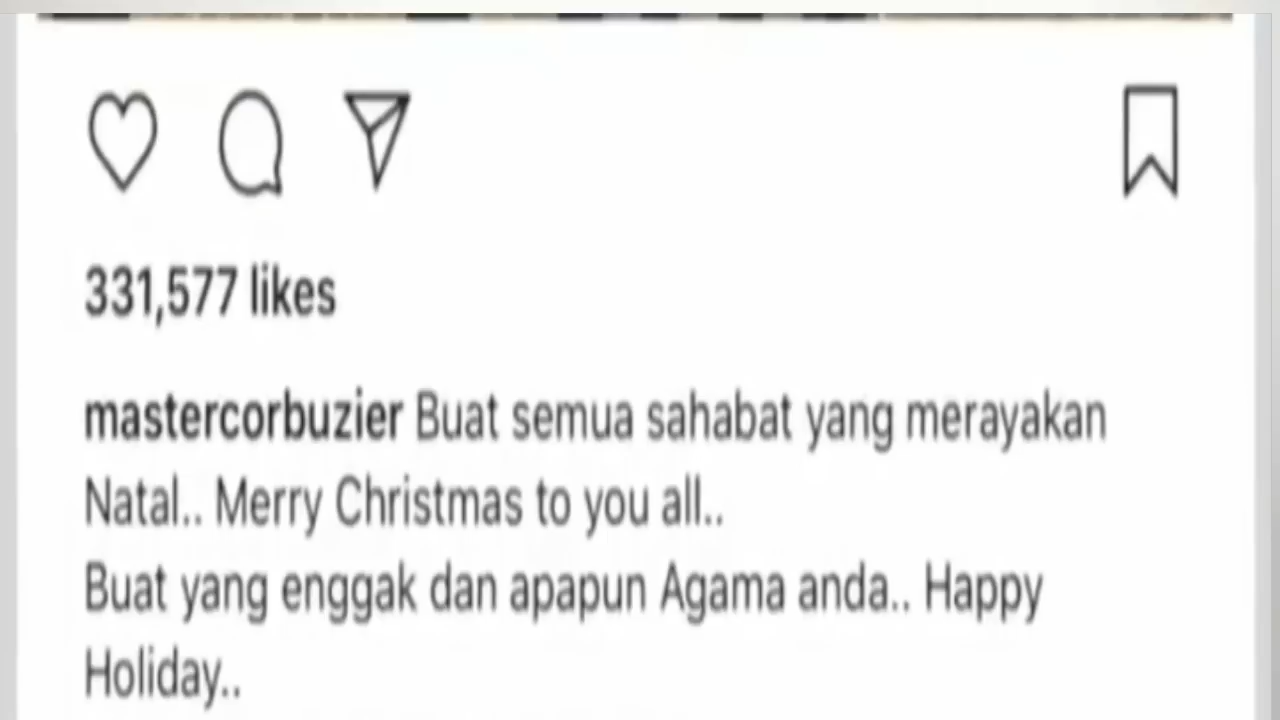 331,577 likes
mastercorbuzier Buat semua sahabat yang merayakan
Natal.. Merry Christmas to you all..
Buat yang enggak dan apapun Agama anda.. Happy
Holiday..